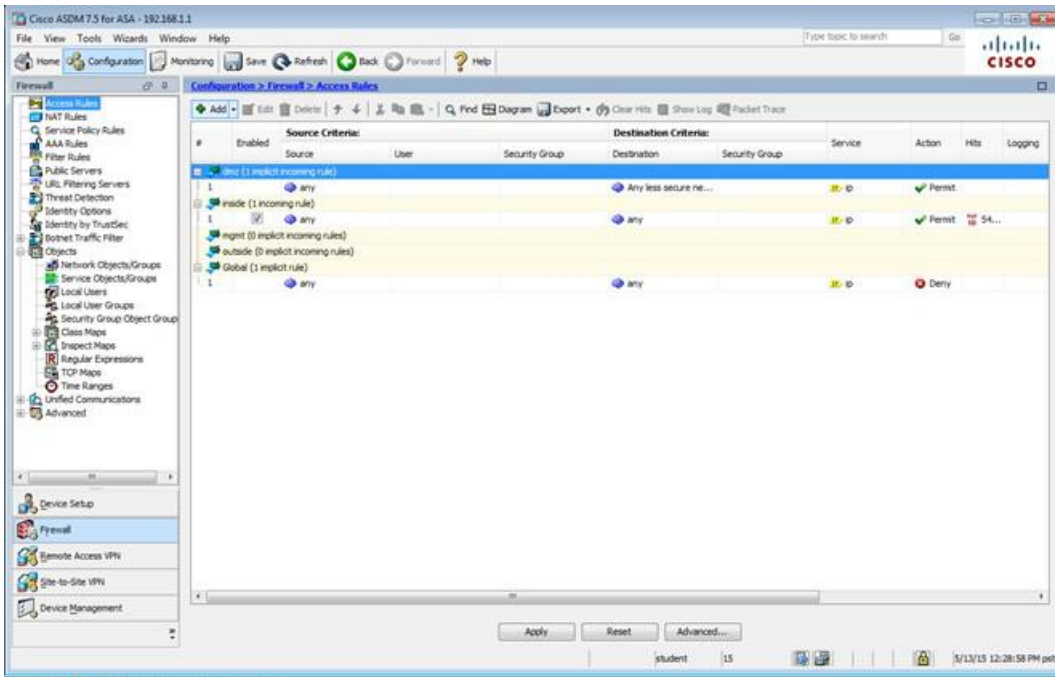 Cisco ASDM 7.5 for ASA - 192.168.1.1
File View Tools Wizards Window Help
Type topic to search Go
Home Configuration Monitoring Save Refresh Back Forward Help
CISCO
Firewall
Access Rules
NAT Rules
Service Policy Rules
AAA Rules
Filter Rules
Public Servers
URL Filtering Servers
Threat Detection
Identity Options
Identity by TrustSec
Botnet Traffic Filter
Objects
Network Objects/Groups
Service Objects/Groups
Local Users
Local User Groups
Security Group Object Group
Class Maps
Inspect Maps
Regular Expressions
TCP Maps
Time Ranges
Unified Communications
Advanced
Device Setup
Firewall
Remote Access VPN
Site-to-Site VPN
Device Management
Configuration > Firewall > Access Rules
Add Edit Delete Find Diagram Export Clear Hits Show Log Packet Trace
# Enabled Source Criteria: Destination Criteria: Service Action Hits Logging
Source User Security Group Destination Security Group
dmz (1 implicit incoming rule)
1 any Any less secure ne... ip Permit
inside (1 incoming rule)
1 any any ip Permit 54...
mgmt (0 implicit incoming rules)
outside (0 implicit incoming rules)
Global (1 implicit rule)
1 any any ip Deny
Apply Reset Advanced...
student 15 5/13/15 12:28:58 PM pst